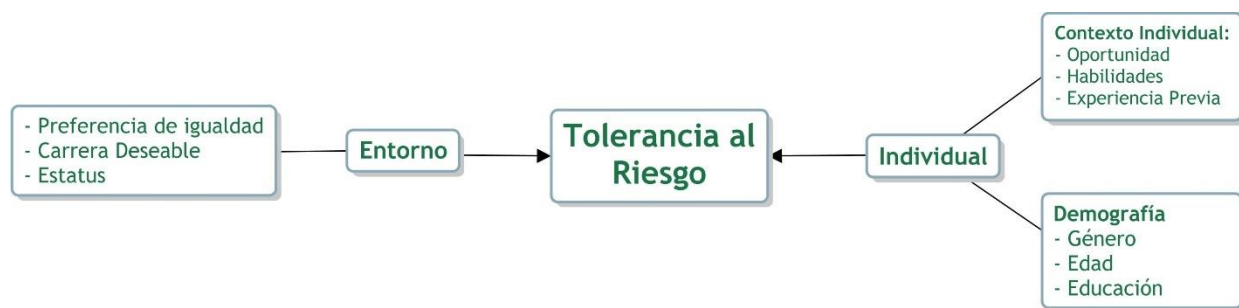 - Preferencia de igualdad
- Carrera Deseable
- Estatus
Entorno
Tolerancia al
Riesgo
Individual
Contexto Individual:
- Oportunidad
- Habilidades
- Experiencia Previa
Demografía
- Género
- Edad
- Educación